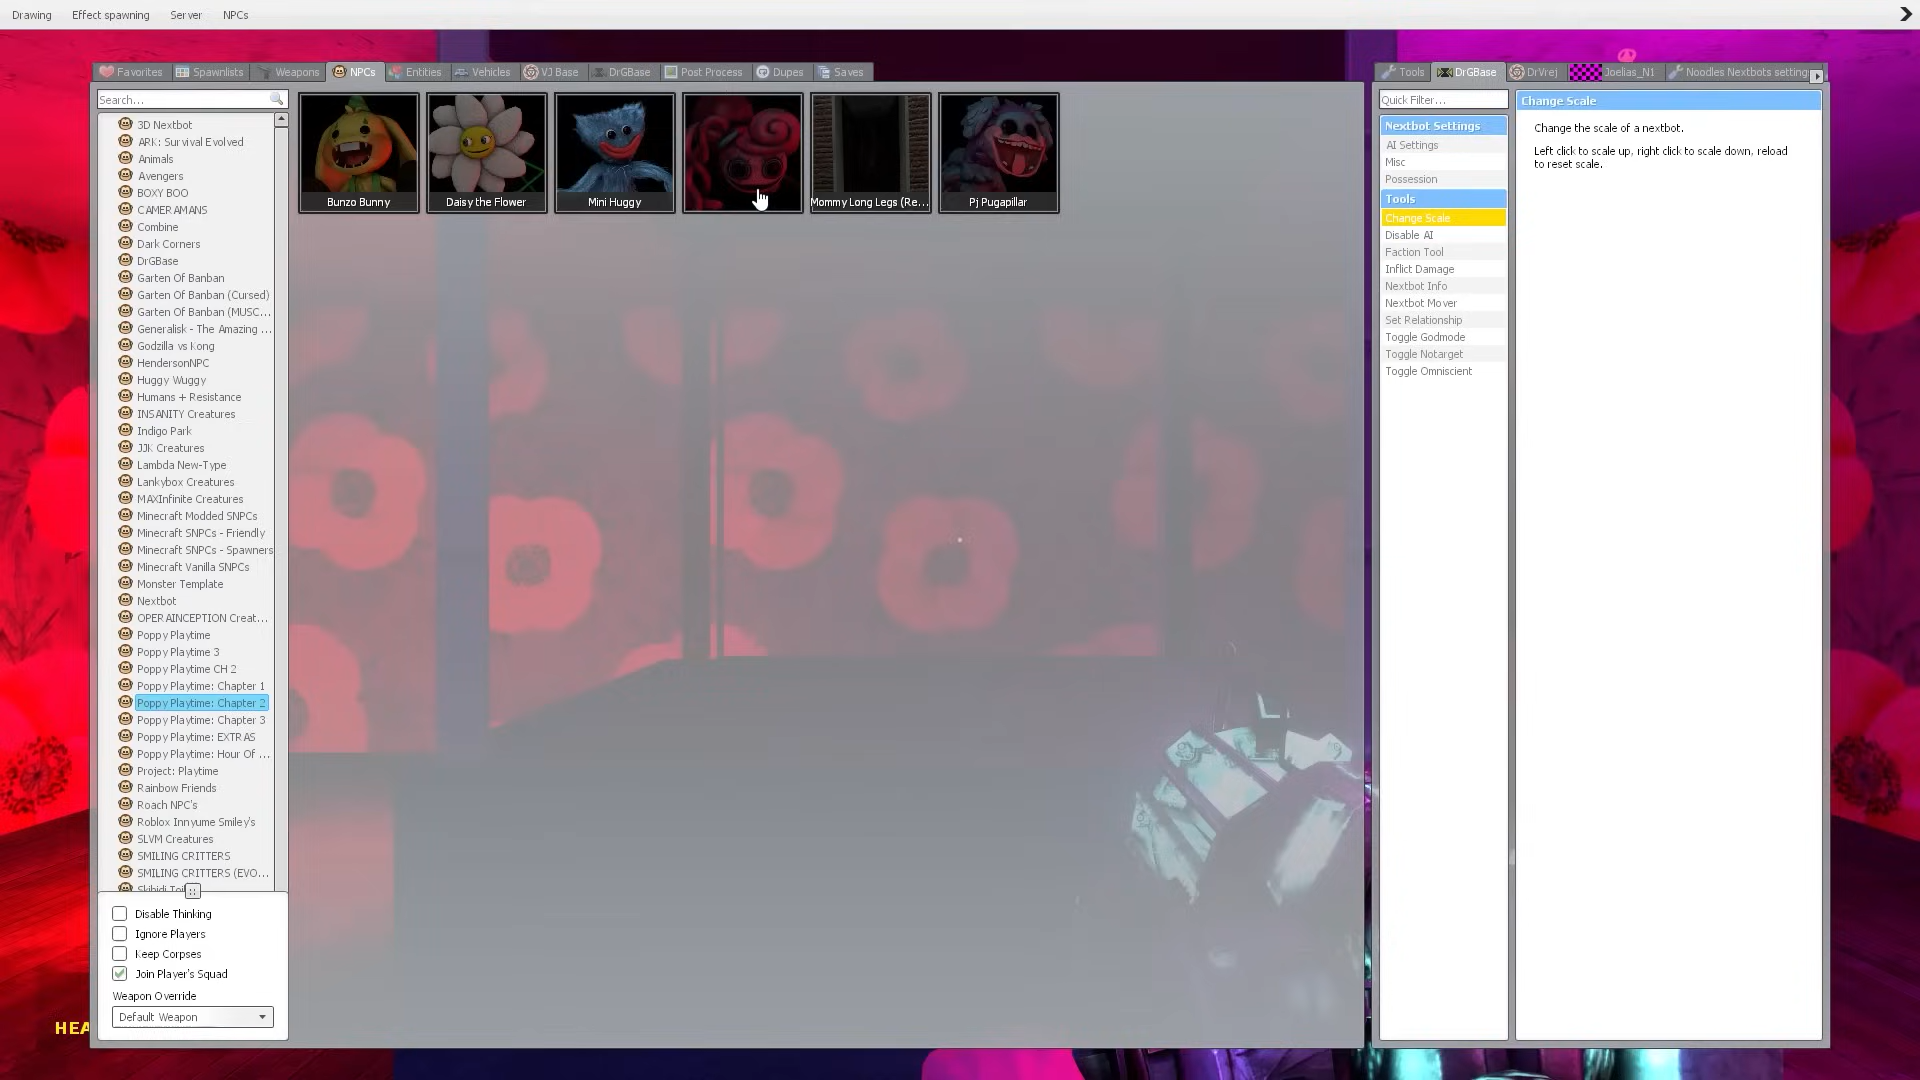 Drawing
Effect spawning
Server
NPCs
Favorites
Spawnlists
Weapons
NPCs
Entities
Vehicles
VJ Base
DrGBase
Post Process
Dupes
Saves
Tools
DrGBase
DrVrej
Joelias_N1
Noodles Nextbots setting
Search...
3D Nextbot
ARK: Survival Evolved
Animals
Avengers
BOXY BOO
CAMERAMANS
Combine
Dark Corners
DrGBase
Garten Of Banban
Garten Of Banban (Cursed)
Garten Of Banban (MUSC...
Generalisk - The Amazing ...
Godzilla vs Kong
HendersonNPC
Huggy Wuggy
Humans + Resistance
INSANITY Creatures
Indigo Park
JJK Creatures
Lambda New-Type
Lankybox Creatures
MAXInfinite Creatures
Minecraft Modded SNPCs
Minecraft SNPCs - Friendly
Minecraft SNPCs - Spawners
Minecraft Vanilla SNPCs
Monster Template
Nextbot
OPERAINCEPTION Creat...
Poppy Playtime
Poppy Playtime 3
Poppy Playtime CH 2
Poppy Playtime: Chapter 1
Poppy Playtime: Chapter 2
Poppy Playtime: Chapter 3
Poppy Playtime: EXTRAS
Poppy Playtime: Hour Of ...
Project: Playtime
Rainbow Friends
Roach NPC's
Roblox Innyume Smiley's
SLVM Creatures
SMILING CRITTERS
SMILING CRITTERS (EVO...
Disable Thinking
Ignore Players
Keep Corpses
Join Player's Squad
Weapon Override
Default Weapon
HEA
Bunzo Bunny
Daisy the Flower
Mini Huggy
Mommy Long Legs (Re...
Pj Pugapillar
Quick Filter...
Nextbot Settings
AI Settings
Misc
Possession
Tools
Change Scale
Disable AI
Faction Tool
Inflict Damage
Nextbot Info
Nextbot Mover
Set Relationship
Toggle Godmode
Toggle Notarget
Toggle Omniscient
Change Scale
Change the scale of a nextbot.
Left click to scale up, right click to scale down, reload
to reset scale.